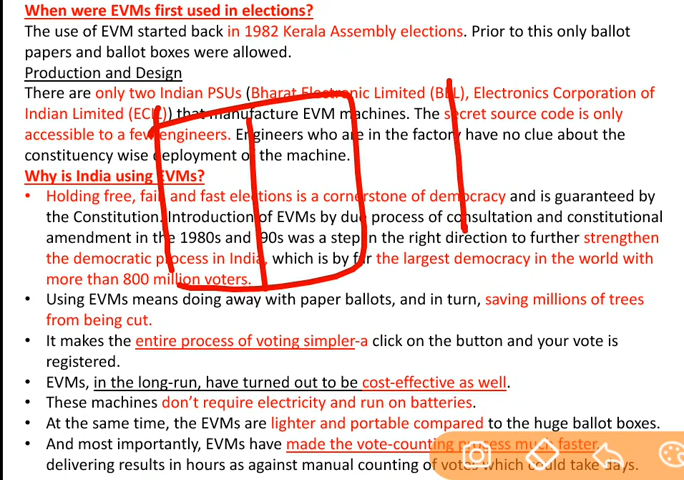 When were EVMs first used in elections?
The use of EVM started back in 1982 Kerala Assembly elections. Prior to this only ballot
papers and ballot boxes were allowed.
Production and Design
There are only two Indian PSUs (Bharat Electronic Limited (BEL), Electronics Corporation of
Indian Limited (ECIL)) that manufacture EVM machines. The secret source code is only
accessible to a few engineers. Engineers who are in the factory have no clue about the
constituency wise deployment of the machine.
Why is India using EVMs?
• Holding free, fair and fast elections is a cornerstone of democracy and is guaranteed by
the Constitution. Introduction of EVMs by due process of consultation and constitutional
amendment in the 1980s and '90s was a step in the right direction to further strengthen
the democratic process in India, which is by far the largest democracy in the world with
more than 800 million voters.
• Using EVMs means doing away with paper ballots, and in turn, saving millions of trees
from being cut.
• It makes the entire process of voting simpler-a click on the button and your vote is
registered.
• EVMs, in the long-run, have turned out to be cost-effective as well.
• These machines don't require electricity and run on batteries.
• At the same time, the EVMs are lighter and portable compared to the huge ballot boxes.
• And most importantly, EVMs have made the vote-counting process much faster,
delivering results in hours as against manual counting of votes which could take days.